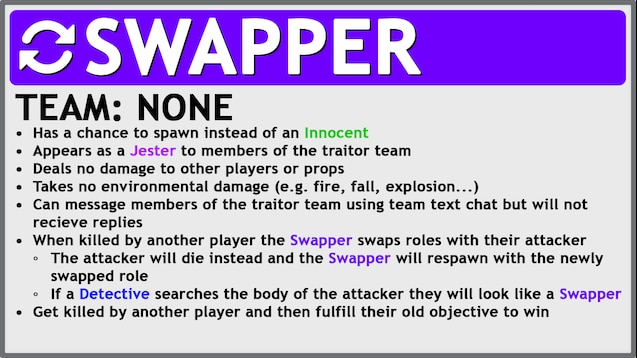 SWAPPER
TEAM: NONE
• Has a chance to spawn instead of an Innocent
• Appears as a Jester to members of the traitor team
• Deals no damage to other players or props
• Takes no environmental damage (e.g. fire, fall, explosion...)
• Can message members of the traitor team using team text chat but will not
recieve replies
• When killed by another player the Swapper swaps roles with their attacker
◦ The attacker will die instead and the Swapper will respawn with the newly
swapped role
◦ If a Detective searches the body of the attacker they will look like a Swapper
• Get killed by another player and then fulfill their old objective to win